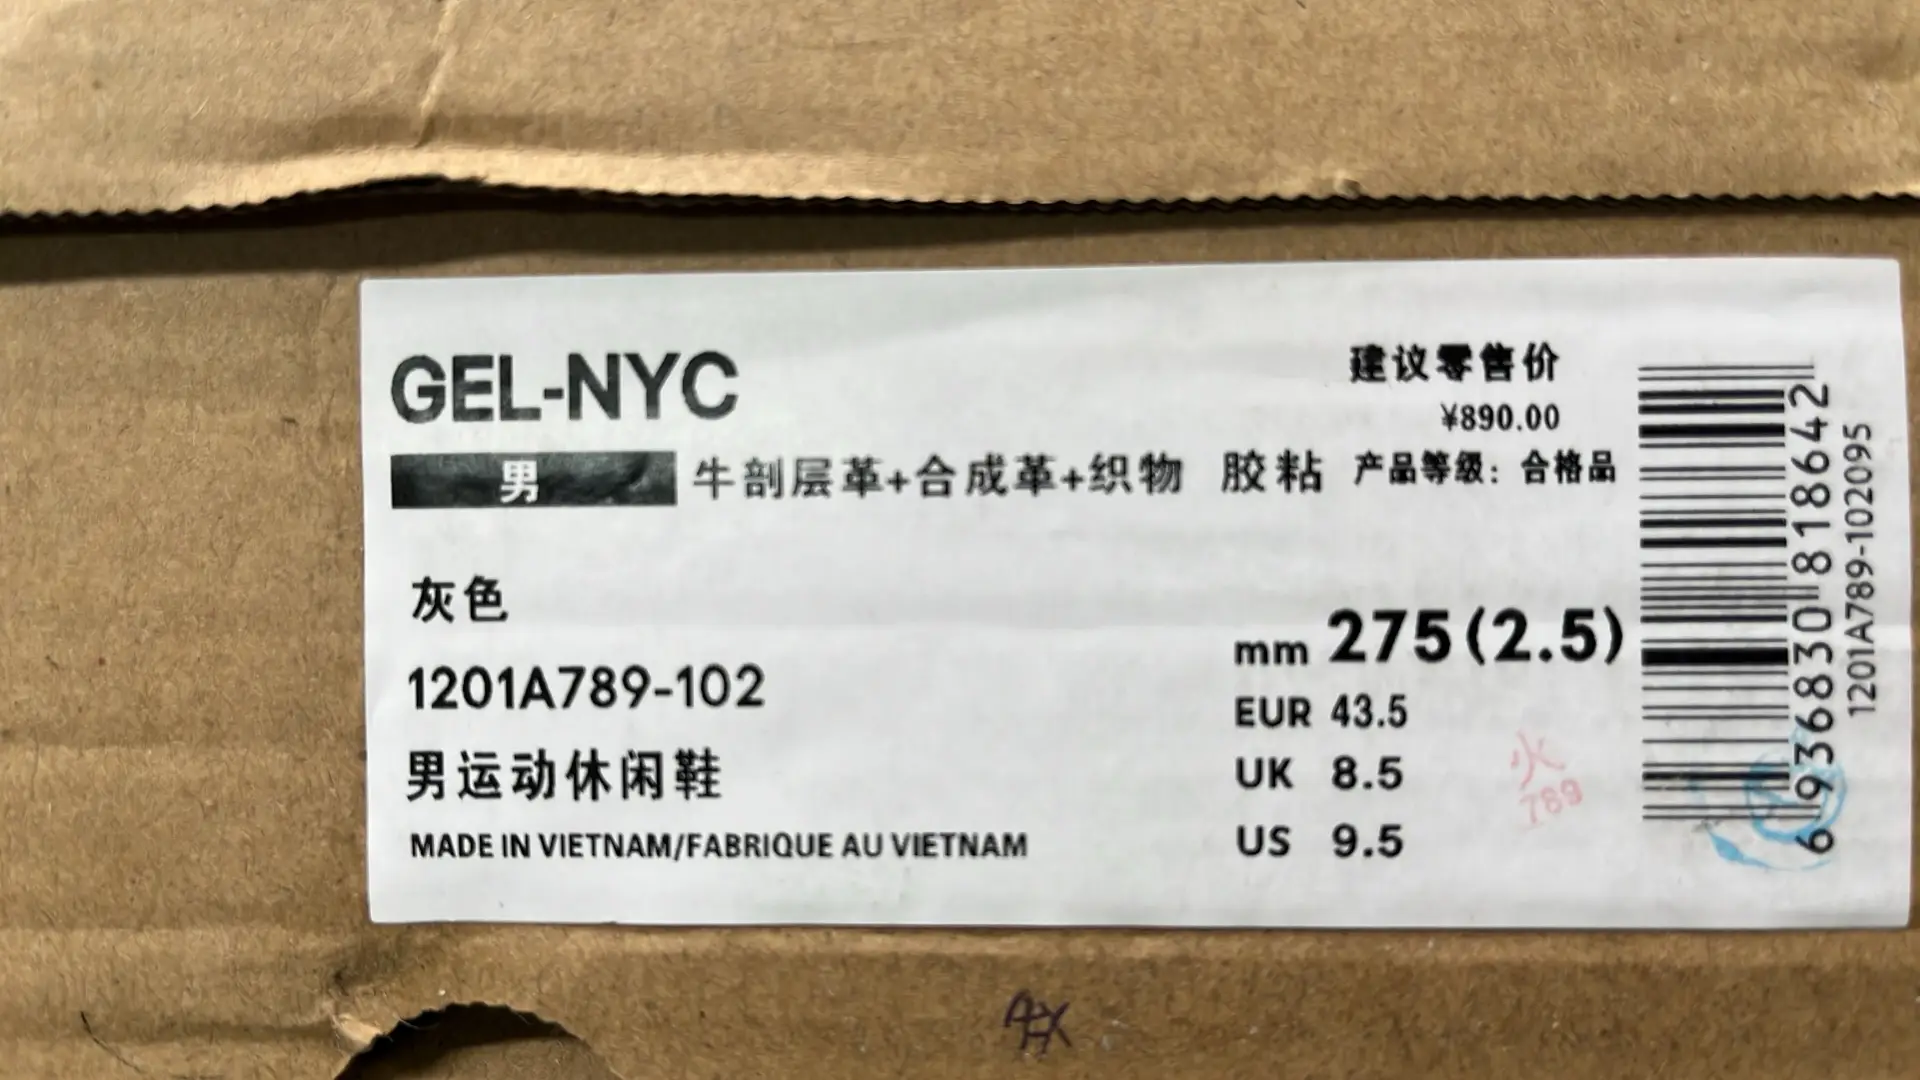 GEL-NYC
建议零售价
¥890.00
男 牛剖层革+合成革+织物 胶粘 产品等级: 合格品
灰色
1201A789-102
男运动休闲鞋
MADE IN VIETNAM/FABRIQUE AU VIETNAM
mm 275(2.5)
EUR 43.5
UK 8.5
US 9.5
火
789
6936830818642
1201A789-102095